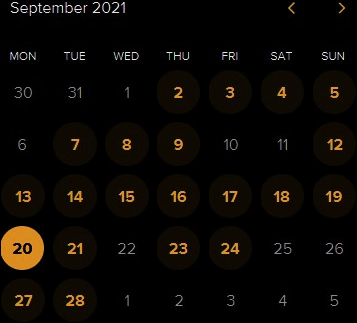 September 2021
MON TUE WED THU FRI SAT SUN
30 31 1 2 3 4 5
6 7 8 9 10 11 12
13 14 15 16 17 18 19
20 21 22 23 24 25 26
27 28 1 2 3 4 5